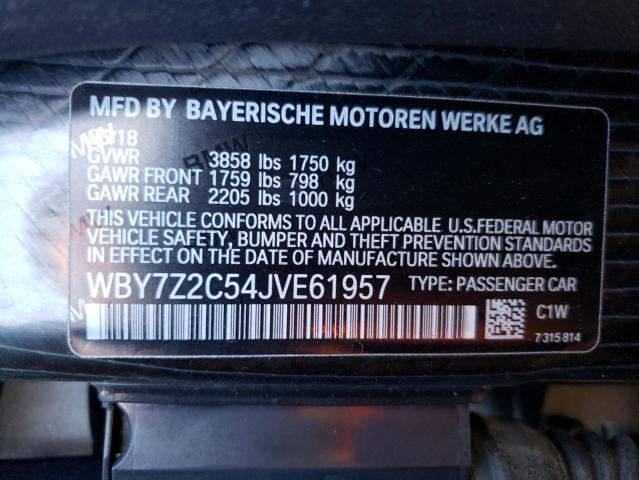 MFD BY BAYERISCHE MOTOREN WERKE AG
GVWR 3858 lbs 1750 kg
GAWR FRONT 1759 lbs 798 kg
GAWR REAR 2205 lbs 1000 kg
THIS VEHICLE CONFORMS TO ALL APPLICABLE U.S.FEDERAL MOTOR
VEHICLE SAFETY, BUMPER AND THEFT PREVENTION STANDARDS
IN EFFECT ON THE DATE OF MANUFACTURE SHOWN ABOVE.
WBY7Z2C54JVE61957 TYPE: PASSENGER CAR
C1W
7 315 814